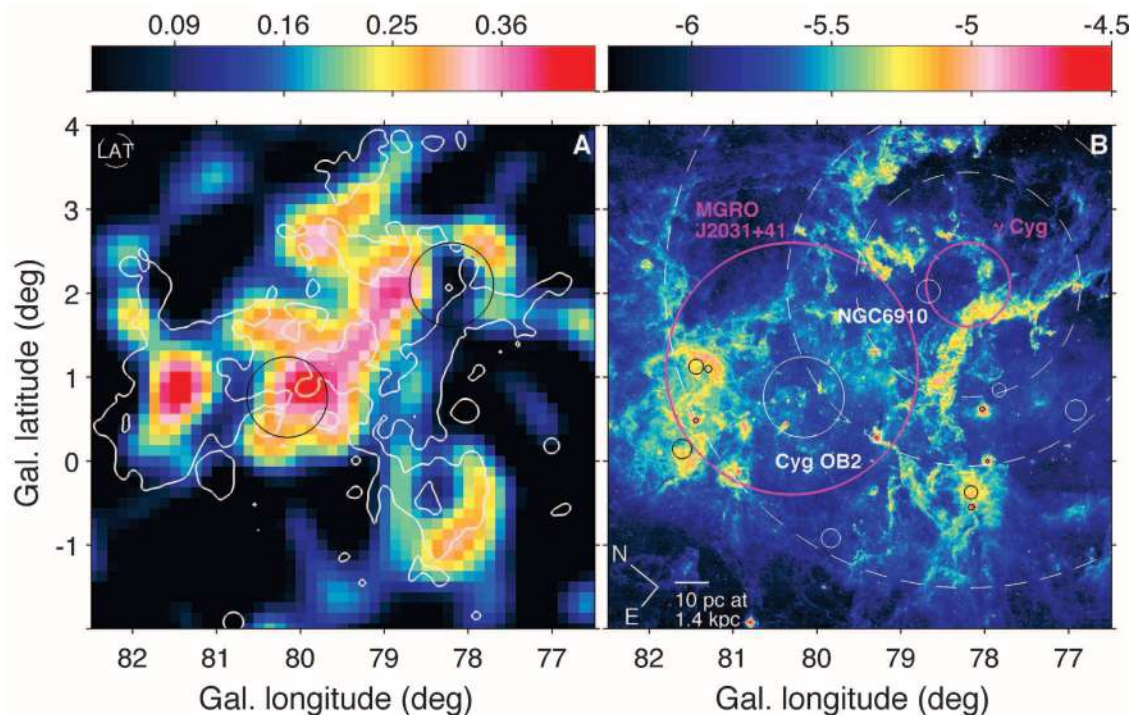 0.09 0.16 0.25 0.36
-6 -5.5 -5 -4.5
LAT
A
B
MGRO
J2031+41
γ Cyg
NGC6910
Cyg OB2
N
E
10 pc at
1.4 kpc
4
3
2
1
0
-1
Gal. latitude (deg)
82 81 80 79 78 77
82 81 80 79 78 77
Gal. longitude (deg)
Gal. longitude (deg)